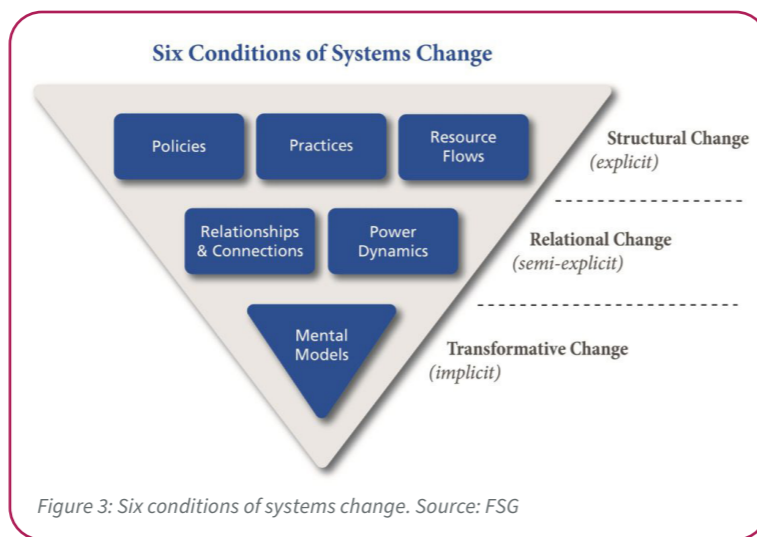 Six Conditions of Systems Change
Policies
Practices
Resource
Flows
Structural Change
(explicit)
Relationships
& Connections
Power
Dynamics
Relational Change
(semi-explicit)
Mental
Models
Transformative Change
(implicit)
Figure 3: Six conditions of systems change. Source: FSG